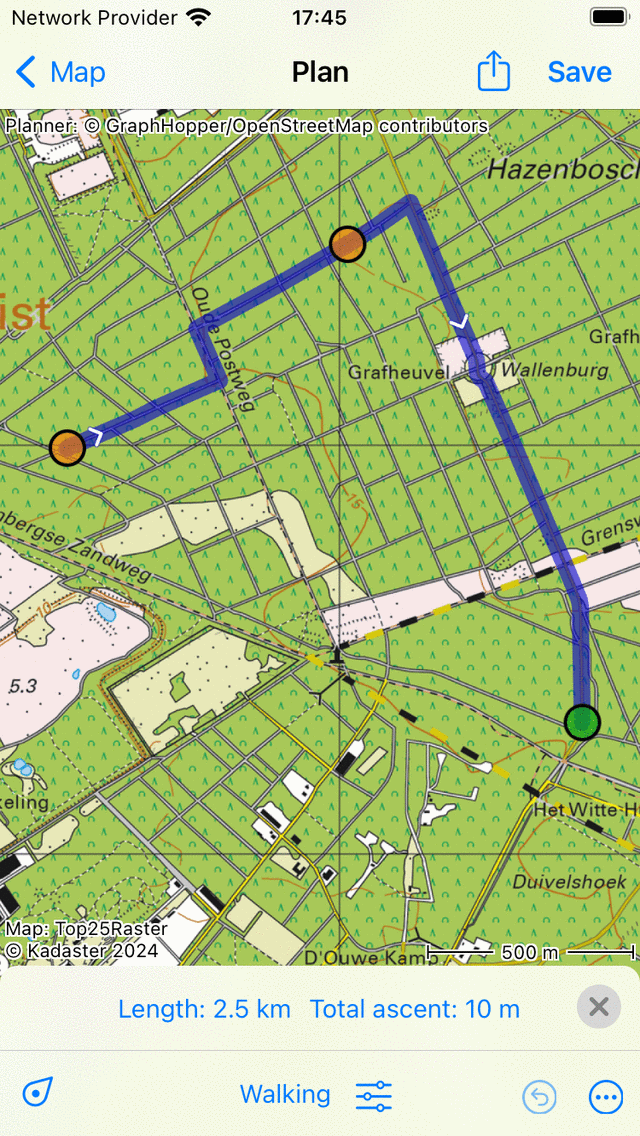 Network Provider 17:45
Map Plan Save
Planner: © GraphHopper/OpenStreetMap contributors
Hazenbosch
ist
Oude Postweg
Grafh
Grafheuvel
Wallenburg
15
nbergse Zandweg
Grensw
10
5.3
keling
Het Witte H
Duivelshoek
Map: Top25Raster
© Kadaster 2024
D'Ouwe Kamp
500 m
Length: 2.5 km Total ascent: 10 m
Walking